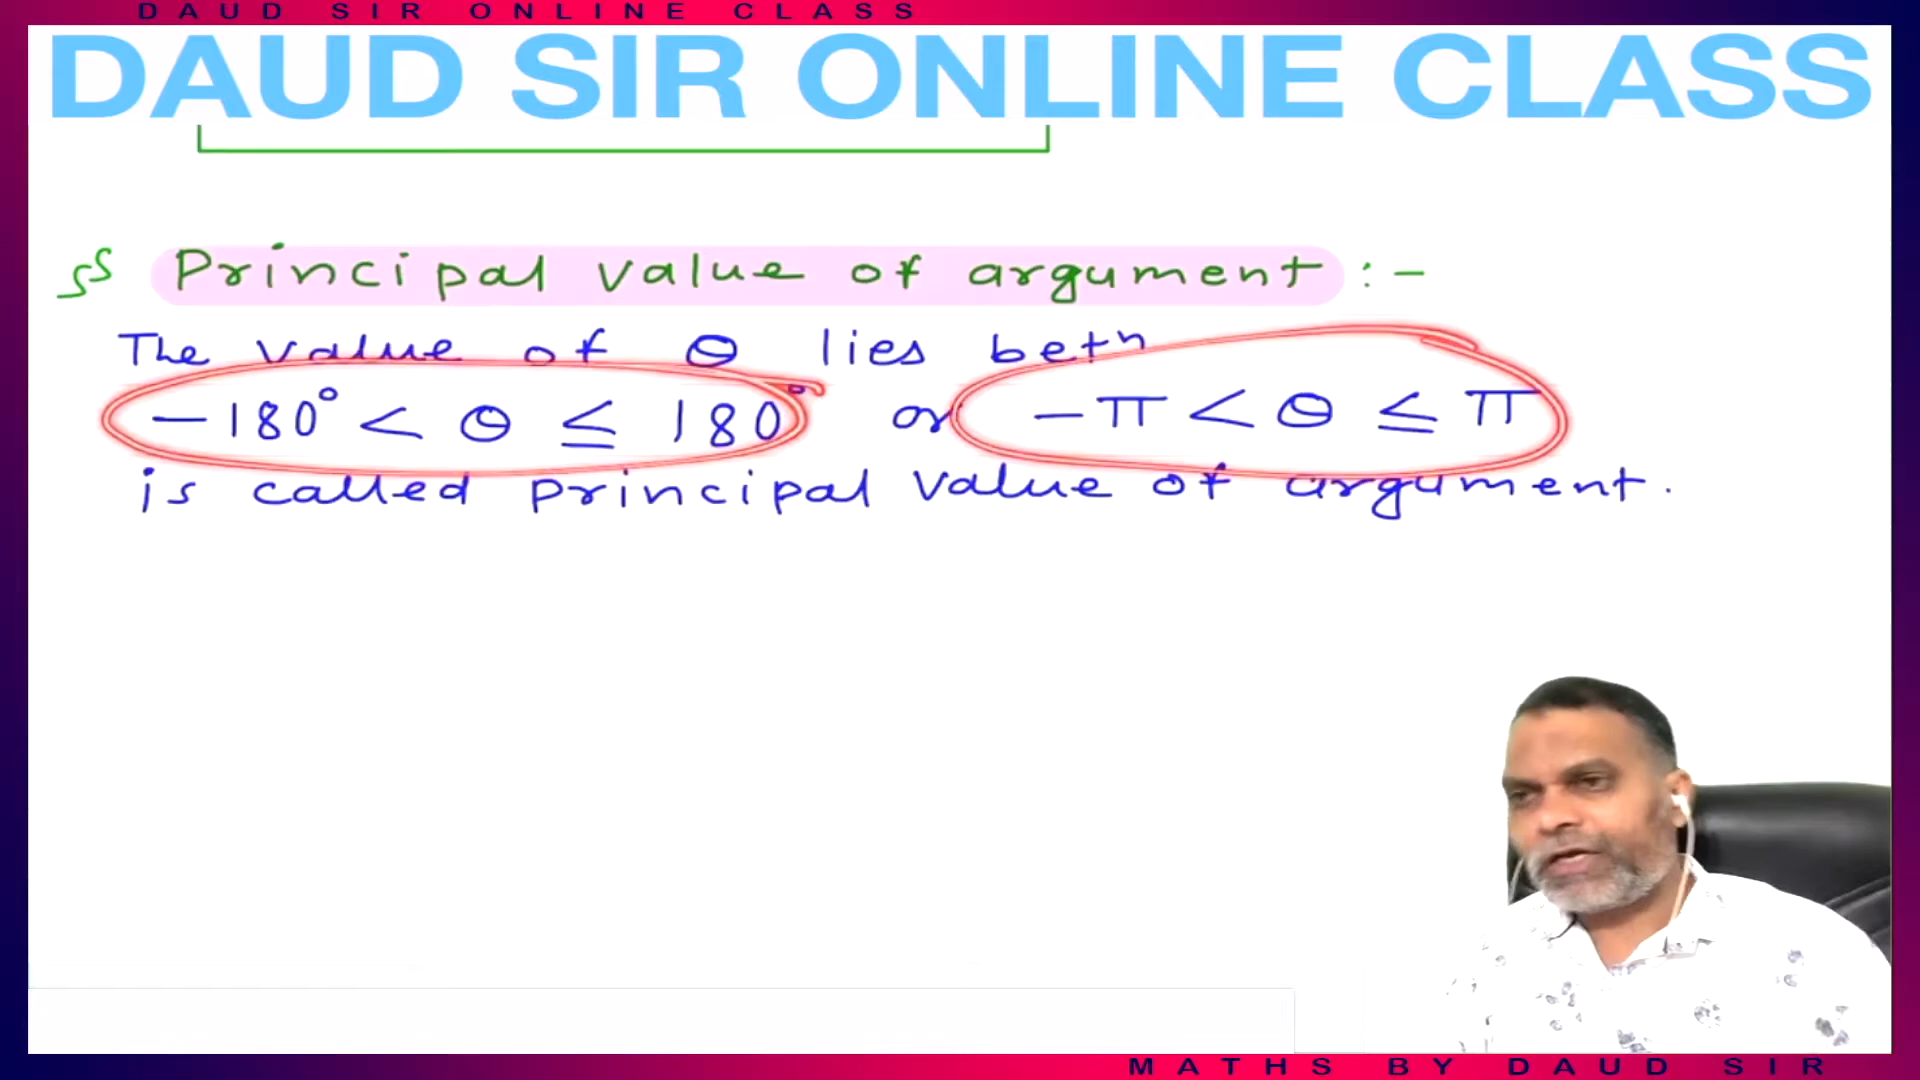 DAUD SIR ONLINE CLASS
DAUD SIR ONLINE CLASS
Principal value of argument :-
The value of θ lies betn
-180° < θ ≤ 180° or -π < θ ≤ π
is called principal value of argument.
MATHS BY DAUD SIR